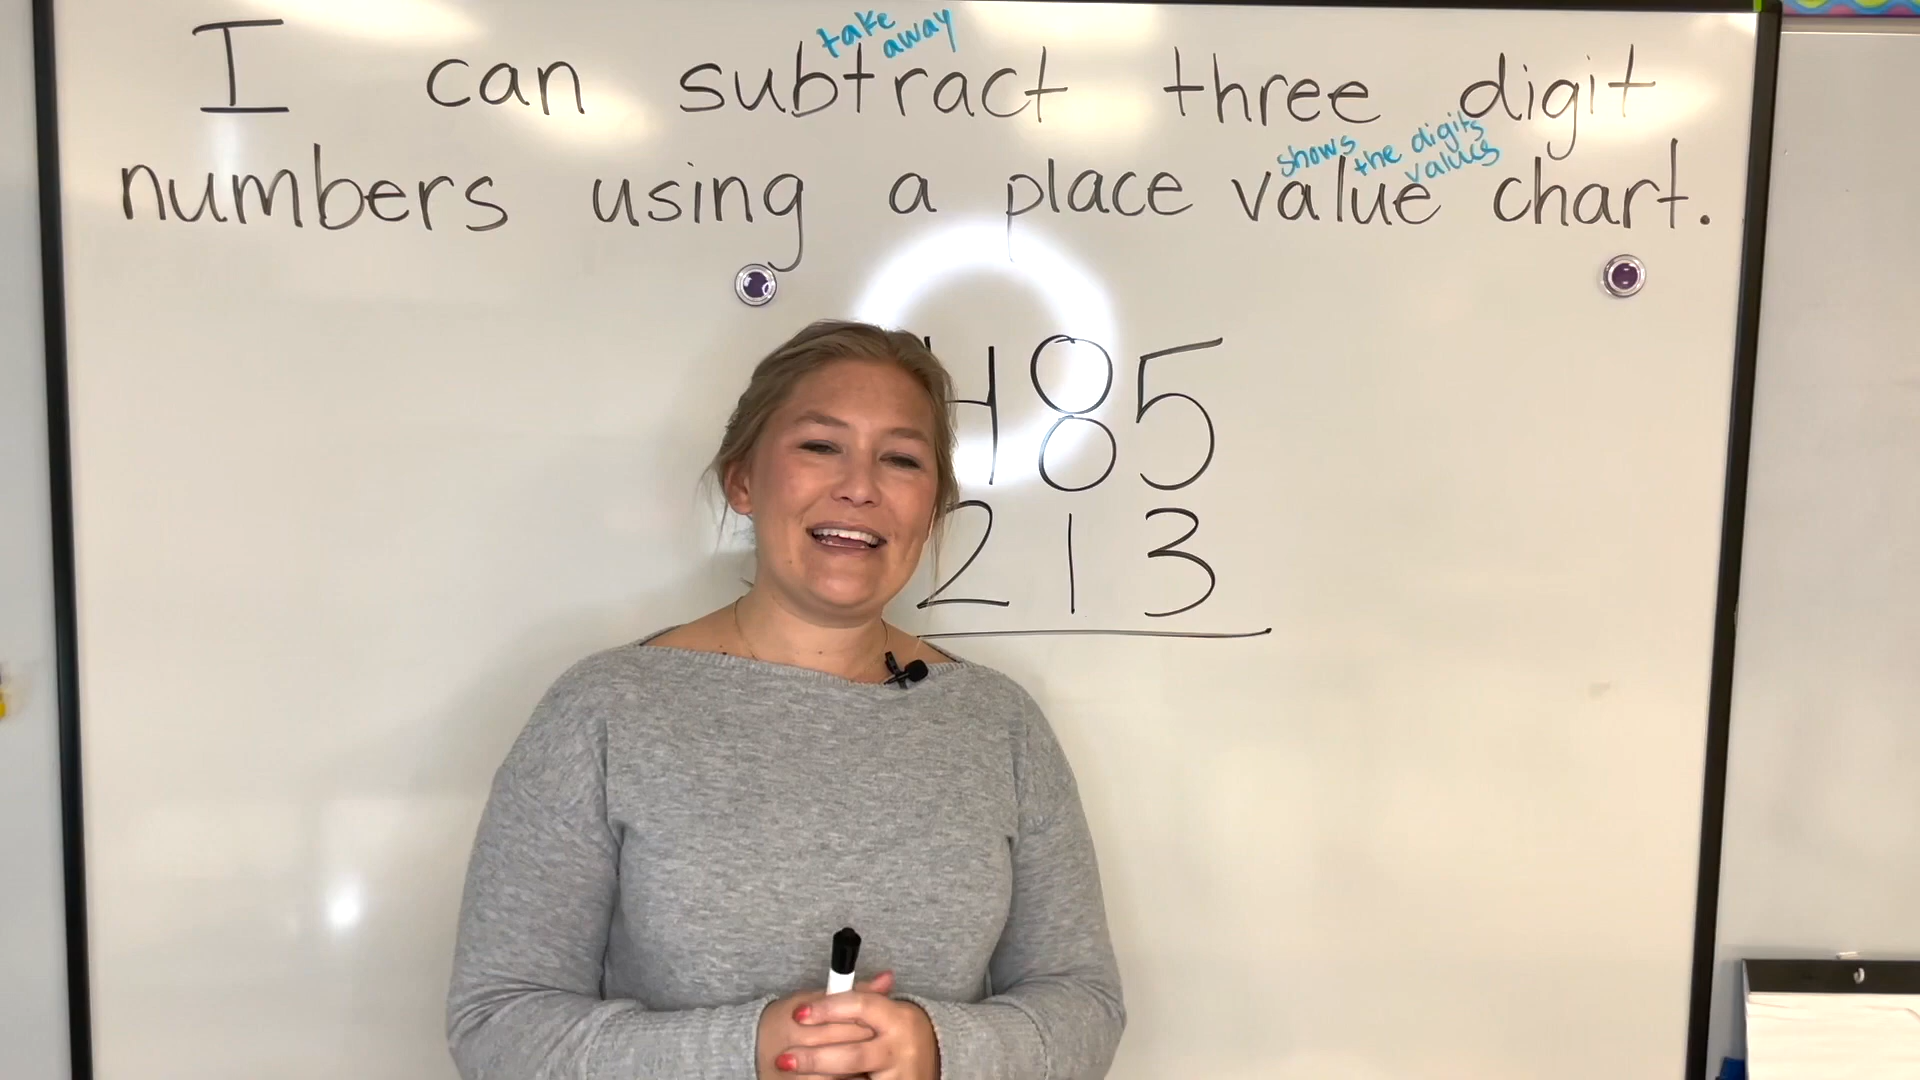 take
away
I can subtract three digit
shows the digits
values
numbers using a place value chart.
485
213